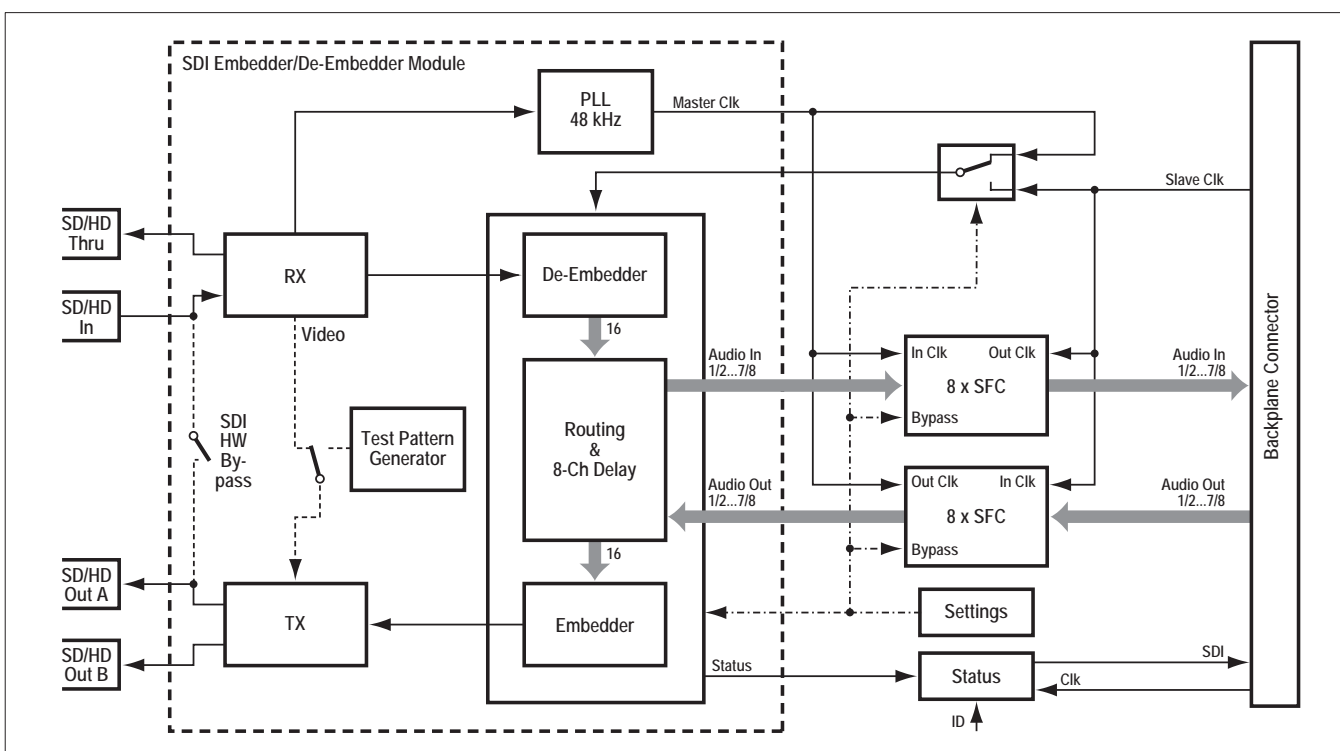 SDI Embedder/De-Embedder Module
PLL
48 kHz
Master Clk
Slave Clk
SD/HD
Thru
SD/HD
In
RX
Video
De-Embedder
16
Audio In
1/2...7/8
In Clk
Out Clk
8 x SFC
Bypass
Audio In
1/2...7/8
Backplane Connector
SDI
HW
By-
pass
Test Pattern
Generator
Routing
&
8-Ch Delay
Audio Out
1/2...7/8
Out Clk
In Clk
8 x SFC
Bypass
Audio Out
1/2...7/8
16
SD/HD
Out A
SD/HD
Out B
TX
Embedder
Settings
Status
Status
SDI
Clk
ID